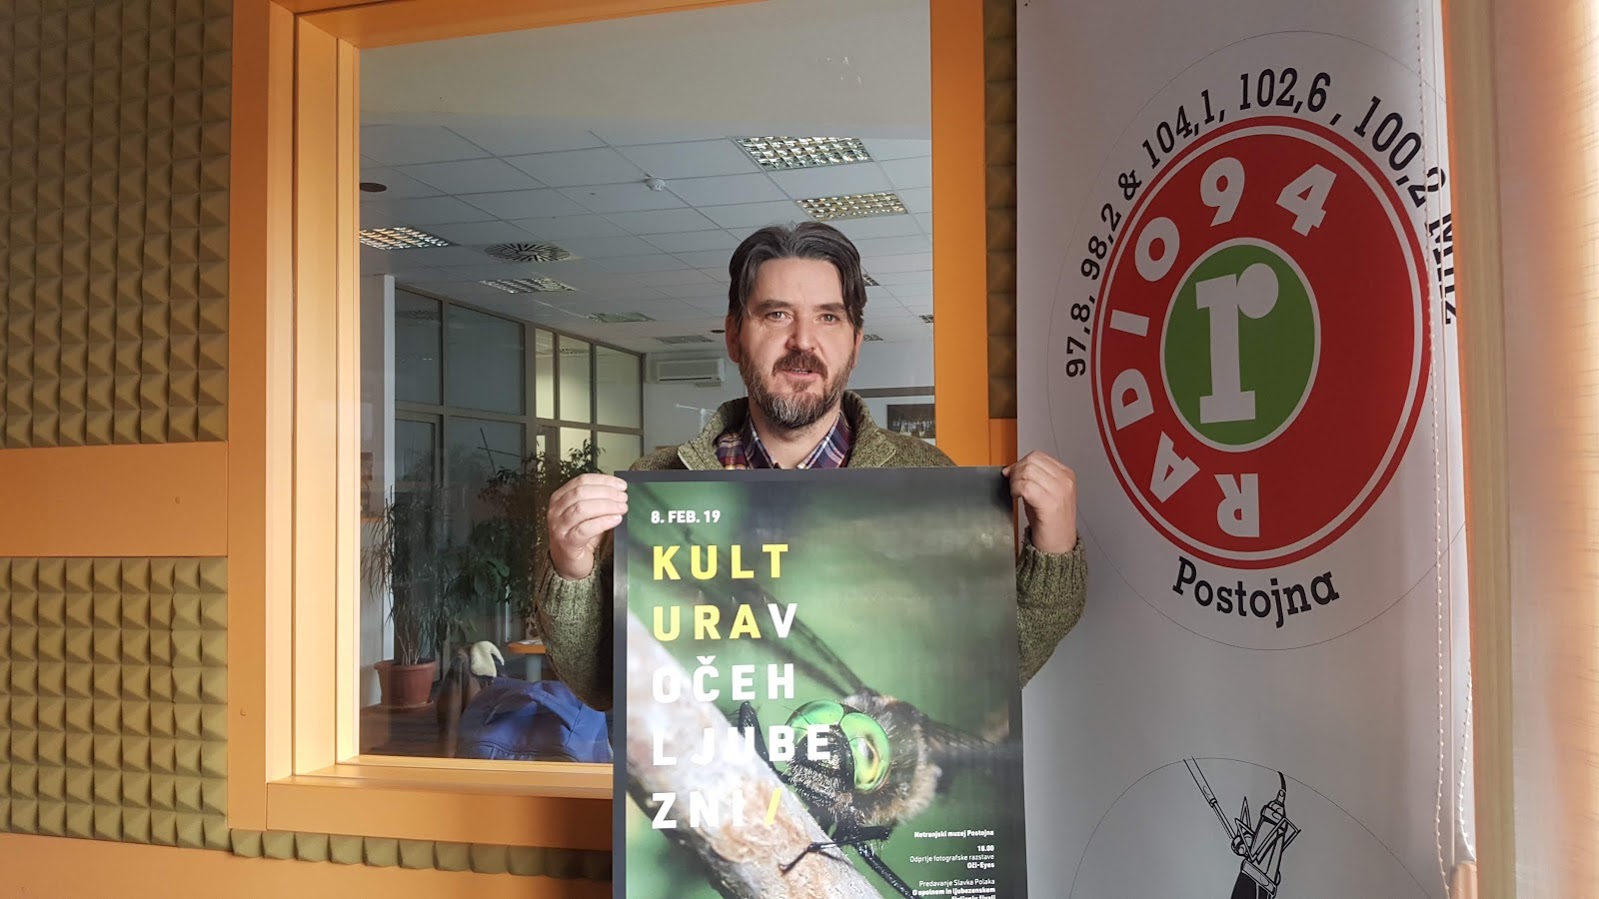 8. FEB. 19
KULT
URAV
OČEH
LJUBE
ZNI /
Notranjski muzej Postojna
18.00
Odprtje fotografske razstave
Oči-Eyes
Predavanje Slavka Polaka
O spolnem in ljubezenskem
97,8, 98,2 & 104,1, 102,6, 100,2 MHz
RADIO 94
r
Postojna